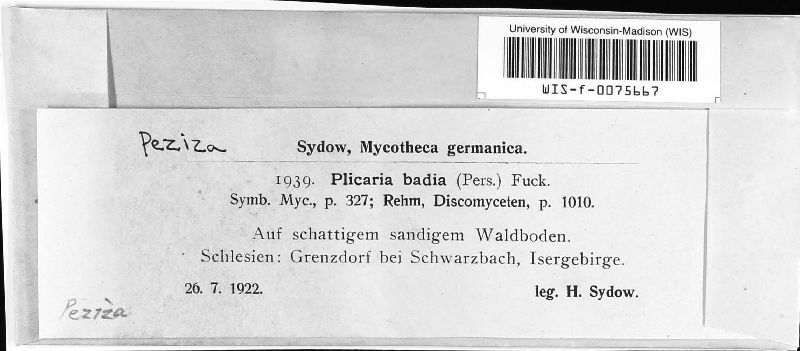 University of Wisconsin-Madison (WIS)
WIS-f-0075667
Peziza
Sydow, Mycotheca germanica.
1939. Plicaria badia (Pers.) Fuck.
Symb. Myc., p. 327; Rehm, Discomyceten, p. 1010.
Auf schattigem sandigem Waldboden.
Schlesien: Grenzdorf bei Schwarzbach, Isergebirge.
26. 7. 1922. leg. H. Sydow.
Peziza